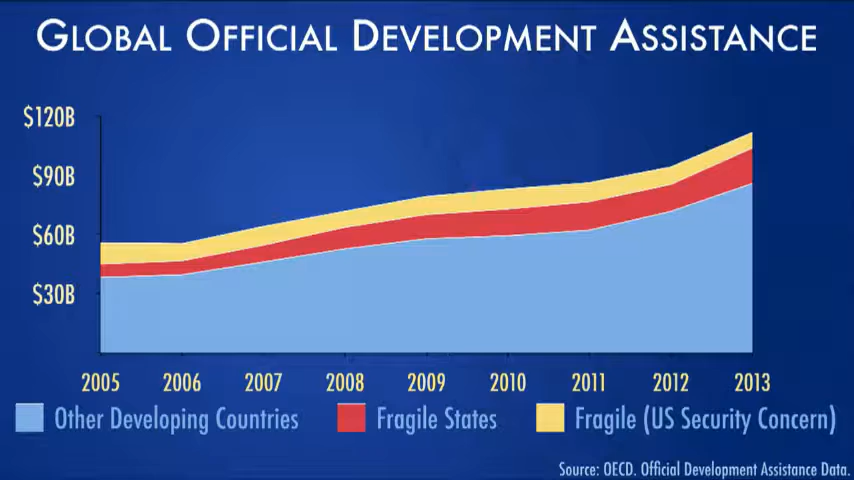 Global Official Development Assistance
$120B
$90B
$60B
$30B
2005 2006 2007 2008 2009 2010 2011 2012 2013
Other Developing Countries Fragile States Fragile (US Security Concern)
Source: OECD. Official Development Assistance Data.